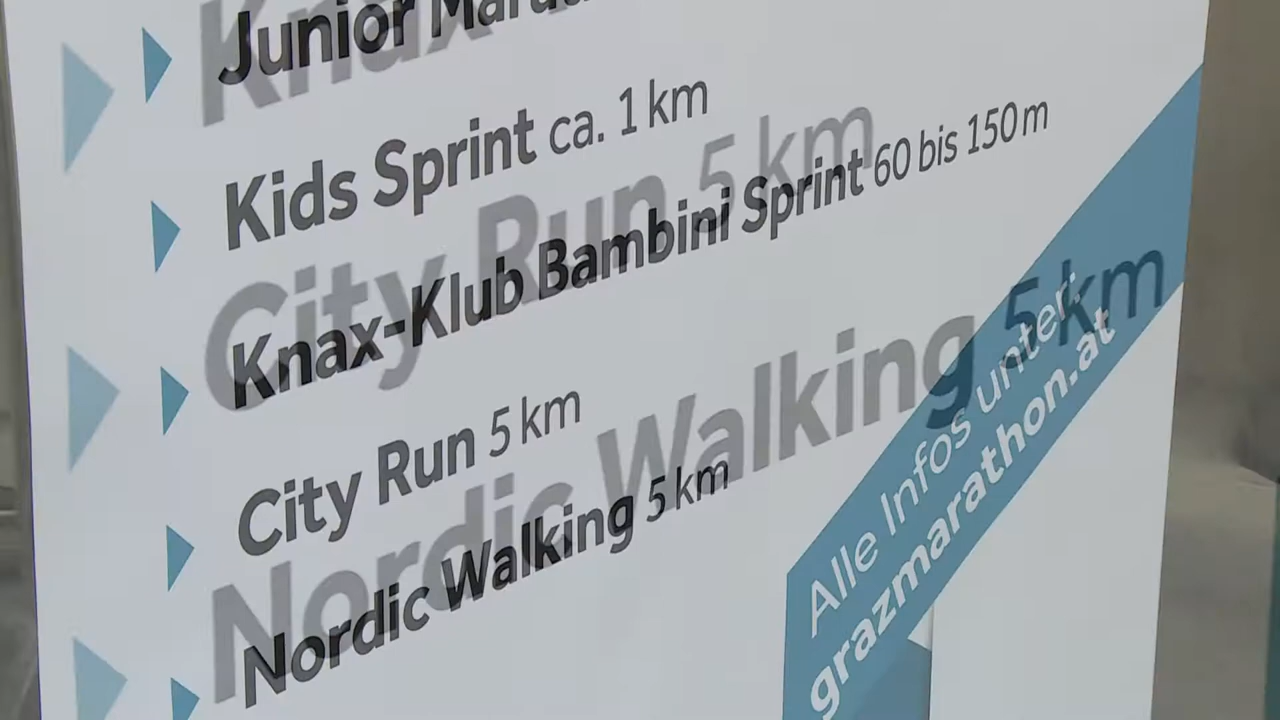 Junior
Kids Sprint ca. 1 km
Knax-Klub Bambini Sprint 60 bis 150 m
City Run 5 km
Nordic Walking 5 km
Knax
City Run 5 km
Nordic Walking 5 km
Alle Infos unter:
grazmarathon.at